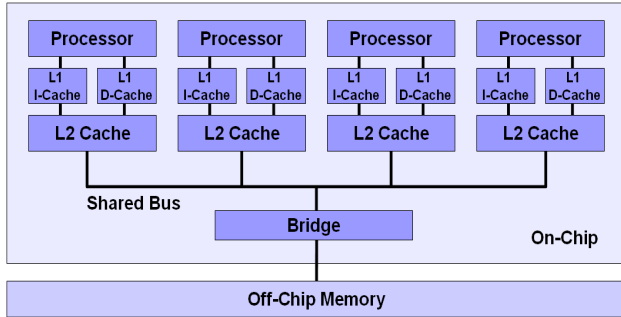 Processor Processor Processor Processor
L1 L1 L1 L1 L1 L1 L1 L1
I-Cache D-Cache I-Cache D-Cache I-Cache D-Cache I-Cache D-Cache
L2 Cache L2 Cache L2 Cache L2 Cache
Shared Bus
Bridge
On-Chip
Off-Chip Memory